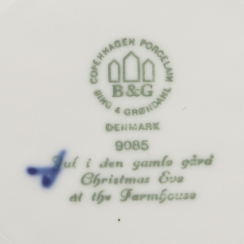 COPENHAGEN PORCELAIN
B&G
BING & GRØNDAHL
DENMARK
9085
Jul i den gamle gård
Christmas Eve
at the Farmhouse